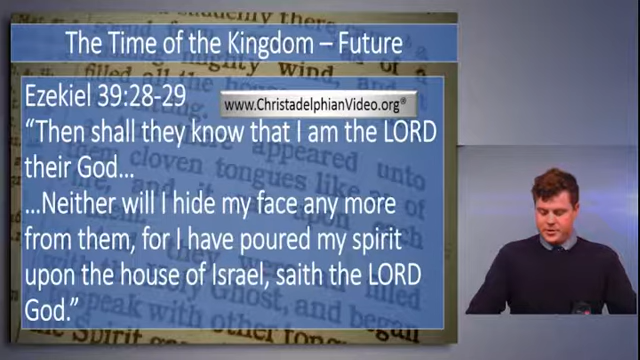 The Time of the Kingdom – Future
Ezekiel 39:28-29
www.ChristadelphianVideo.org®
“Then shall they know that I am the LORD
their God…
…Neither will I hide my face any more
from them, for I have poured my spirit
upon the house of Israel, saith the LORD
God.”